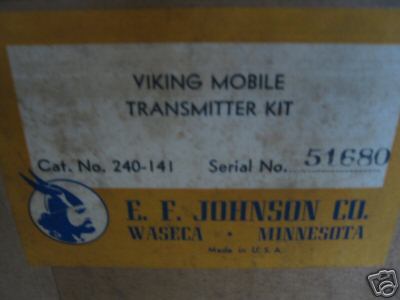 VIKING MOBILE
TRANSMITTER KIT
Cat. No. 240-141 Serial No. 51680
E. F. JOHNSON CO.
WASECA • MINNESOTA
Made in U.S.A.